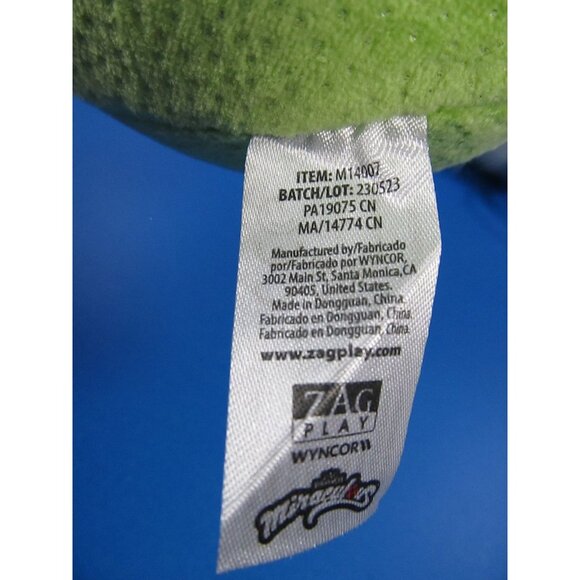 ITEM: M14007
BATCH/LOT: 230523
PA19075 CN
MA/14774 CN
Manufactured by/Fabricado
por/Fabricado por WYNCOR,
3002 Main St, Santa Monica,CA
90405, United States.
Made in Dongguan, China.
Fabricado en Dongguan, China.
Fabricado en Dongguan, China.
www.zagplay.com
ZAG
PLAY
WYNCOR11
Miraculous